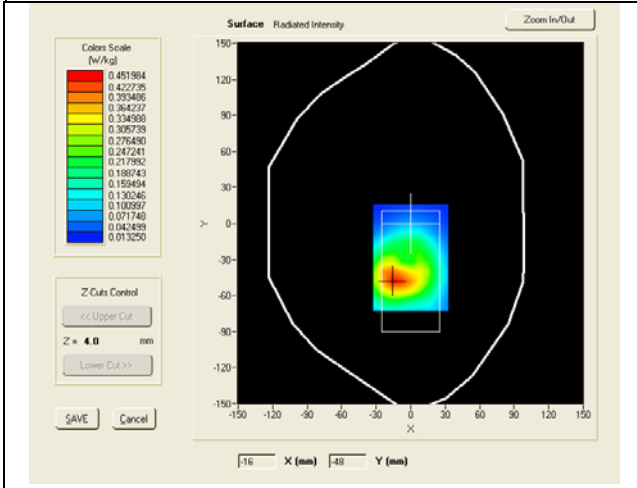 Surface Radiated Intensity
Zoom In/Out
Colors Scale
(W/kg)
0.451984
0.422735
0.393486
0.364237
0.334988
0.305739
0.276490
0.247241
0.217992
0.188743
0.159494
0.130246
0.100997
0.071748
0.042499
0.013250
150
120
90
60
30
0
-30
-60
-90
-120
-150
Y
-150 -120 -90 -60 -30 0 30 60 90 120 150
X
Z-Cuts Control
<< Upper Cut
Z = 4.0 mm
Lower Cut >>
SAVE Cancel
-16 X (mm) -48 Y (mm)